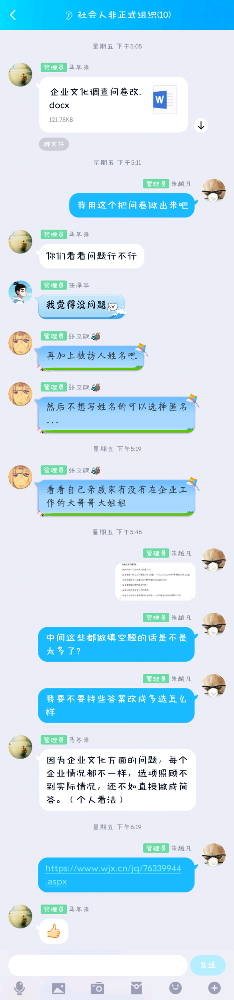 社会人非正式组织(10)
星期五 下午5:05
管理员 马冬来
企业文化调查问卷改.
docx
121.78KB
W
群文件
星期五 下午5:11
管理员 朱越凡
我用这个把问卷做出来吧
管理员 马冬来
你们看看问题行不行
管理员 任泽华
我觉得没问题
管理员 张立旋
再加上被访人姓名吧
管理员 张立旋
然后不想写姓名的可以选择匿名
...
星期五 下午5:19
管理员 张立旋
看看自己亲戚家有没有在企业工
作的大哥哥大姐姐
星期五 下午5:46
管理员 朱越凡
管理员 朱越凡
中间这些都做填空题的话是不是
太多了?
管理员 朱越凡
我要不要找些答案改成多选怎么
样
管理员 马冬来
因为企业文化方面的问题，每个
企业情况都不一样，选项照顾不
到实际情况，还不如直接做成简
答。（个人看法）
星期五 下午6:19
管理员 朱越凡
https://www.wjx.cn/jq/76339944
.aspx
管理员 马冬来
发送